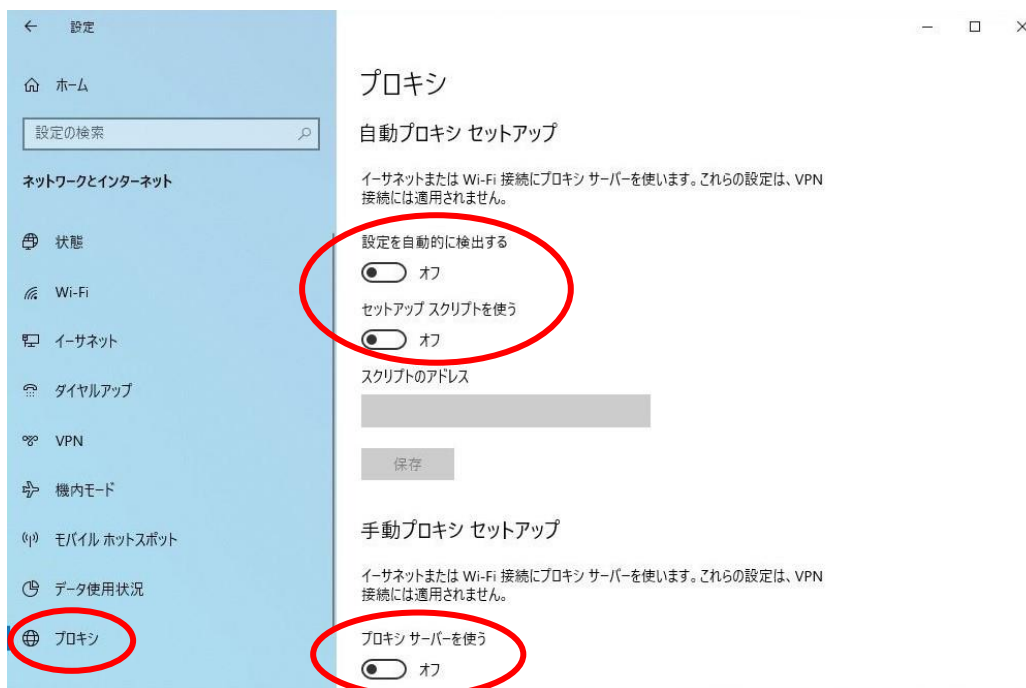 設定
ホーム
設定の検索
ネットワークとインターネット
状態
Wi-Fi
イーサネット
ダイヤルアップ
VPN
機内モード
モバイル ホットスポット
データ使用状況
プロキシ
プロキシ
自動プロキシ セットアップ
イーサネットまたは Wi-Fi 接続にプロキシ サーバーを使います。これらの設定は、VPN
接続には適用されません。
設定を自動的に検出する
オフ
セットアップ スクリプトを使う
オフ
スクリプトのアドレス
保存
手動プロキシ セットアップ
イーサネットまたは Wi-Fi 接続にプロキシ サーバーを使います。これらの設定は、VPN
接続には適用されません。
プロキシ サーバーを使う
オフ